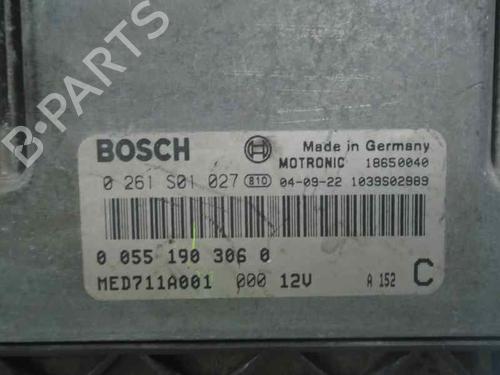 B-PARTS
BOSCH Made in Germany
MOTRONIC 18650040
0 261 S01 027 810 04-09-22 1039S02989
0 055 190 306 0
MED711A001 000 12V A 152 C